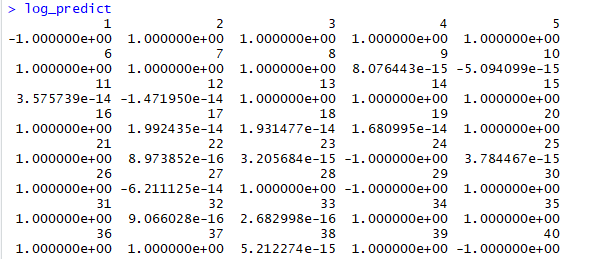 > log_predict
1 2 3 4 5
-1.000000e+00 1.000000e+00 1.000000e+00 1.000000e+00 1.000000e+00
6 7 8 9 10
1.000000e+00 1.000000e+00 1.000000e+00 8.076443e-15 -5.094099e-15
11 12 13 14 15
3.575739e-14 -1.471950e-14 1.000000e+00 1.000000e+00 1.000000e+00
16 17 18 19 20
1.000000e+00 1.992435e-14 1.931477e-14 1.680995e-14 1.000000e+00
21 22 23 24 25
1.000000e+00 8.973852e-16 3.205684e-15 -1.000000e+00 3.784467e-15
26 27 28 29 30
1.000000e+00 -6.211125e-14 1.000000e+00 -1.000000e+00 1.000000e+00
31 32 33 34 35
1.000000e+00 9.066028e-16 2.682998e-16 1.000000e+00 1.000000e+00
36 37 38 39 40
1.000000e+00 1.000000e+00 5.212274e-15 1.000000e+00 -1.000000e+00